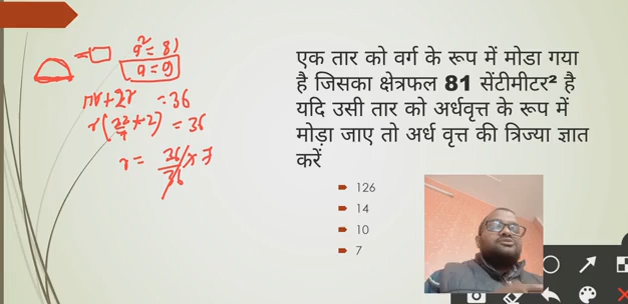 a² = 81
a = 9
πr + 2r = 36
r(22/7 + 2) = 36
r = 36/36 × 7
एक तार को वर्ग के रूप में मोडा गया
है जिसका क्षेत्रफल 81 सेंटीमीटर² है
यदि उसी तार को अर्धवृत्त के रूप में
मोड़ा जाए तो अर्ध वृत्त की त्रिज्या ज्ञात
करें
126
14
10
7